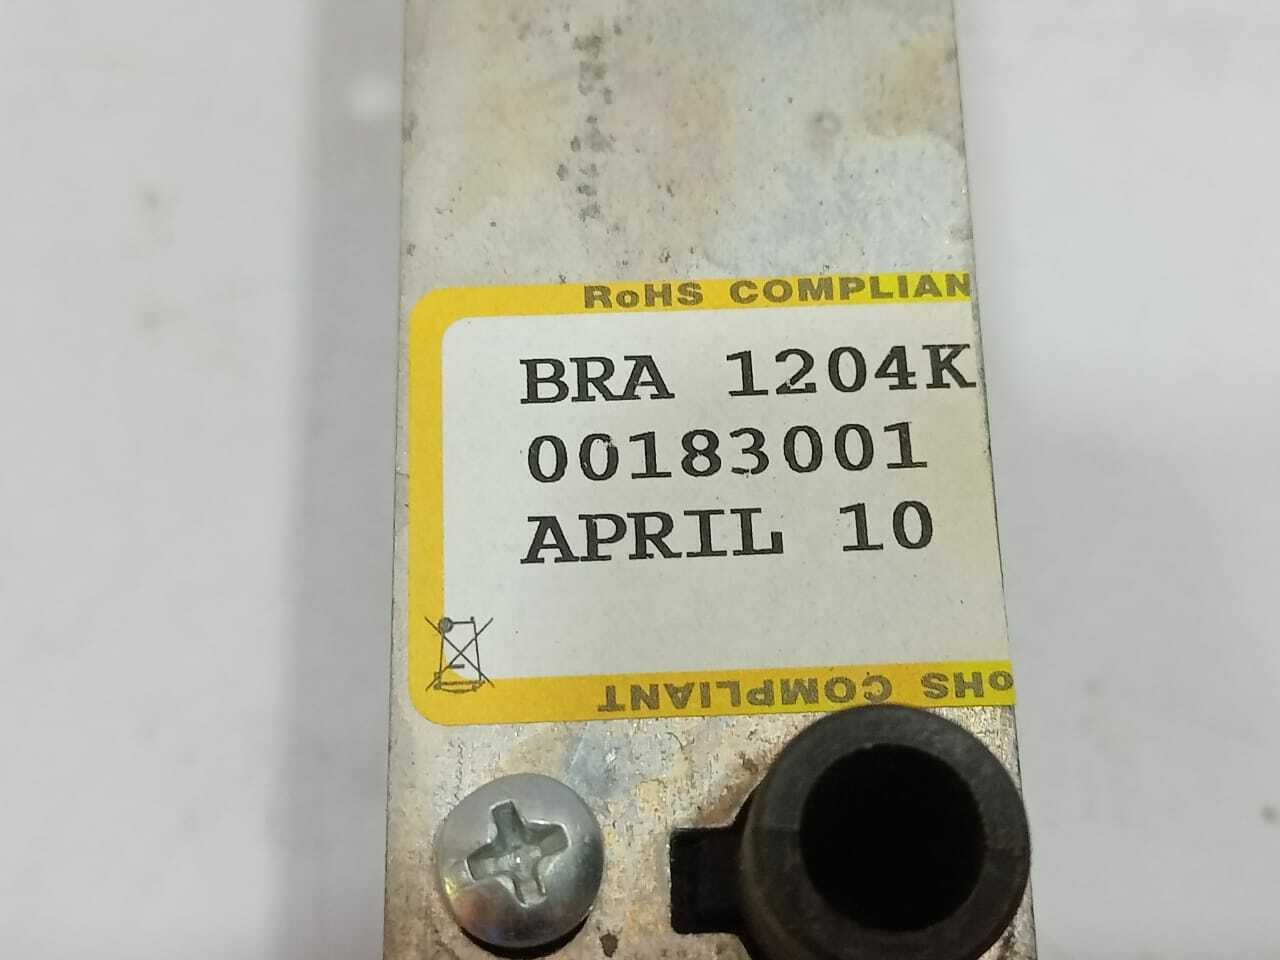 RoHS COMPLIAN
BRA 1204K
00183001
APRIL 10
oHS COMPLIANT